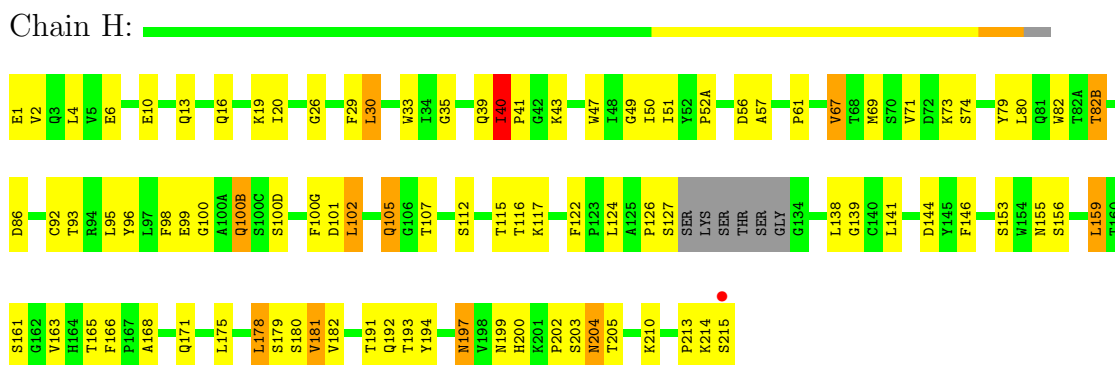 Chain H:
E1 V2 Q3 L4 V5 E6 E10 Q13 Q16 K19 I20 G26 F29 L30 W33 I34 G35 Q39 I40 P41 G42 K43 W47 I48 G49 I50 I51 Y52 P52A D56 A57 P61 V67 T68 M69 S70 V71 D72 K73 S74 Y79 L80 Q81 W82 T82A T82B
D86 C92 T93 R94 L95 Y96 L97 F98 E99 G100 A100A Q100B S100C S100D F100G D101 L102 Q105 G106 T107 S112 T115 T116 K117 F122 P123 L124 A125 P126 S127 SER LYS SER THR SER GLY G134 L138 G139 C140 L141 D144 Y145 F146 S153 W154 N155 S156 L159 T160
S161 G162 V163 H164 T165 F166 P167 A168 Q171 L175 L178 S179 S180 V181 V182 T191 Q192 T193 Y194 N197 V198 N199 H200 K201 P202 S203 N204 T205 K210 P213 K214 S215